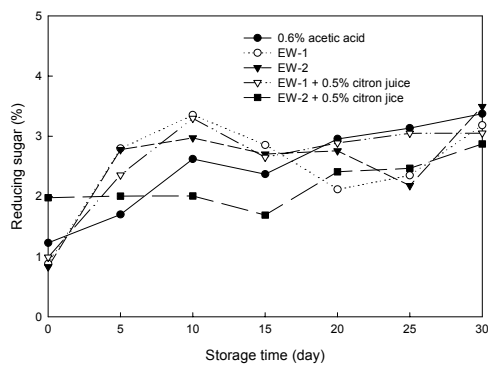 5
4
3
2
1
0
Reducing sugar (%)
0.6% acetic acid
EW-1
EW-2
EW-1 + 0.5% citron juice
EW-2 + 0.5% citron jice
0 5 10 15 20 25 30
Storage time (day)